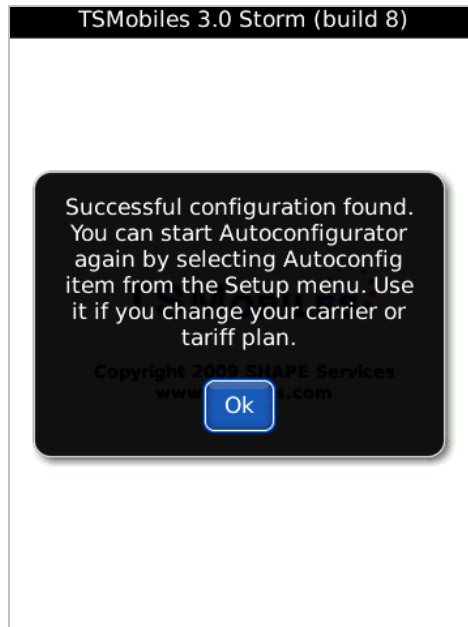 TSMobiles 3.0 Storm (build 8)
Successful configuration found.
You can start Autoconfigurator
again by selecting Autoconfig
item from the Setup menu. Use
it if you change your carrier or
tariff plan.
TSMOBILES
Copyright 2009 SHAPE Services
Ok